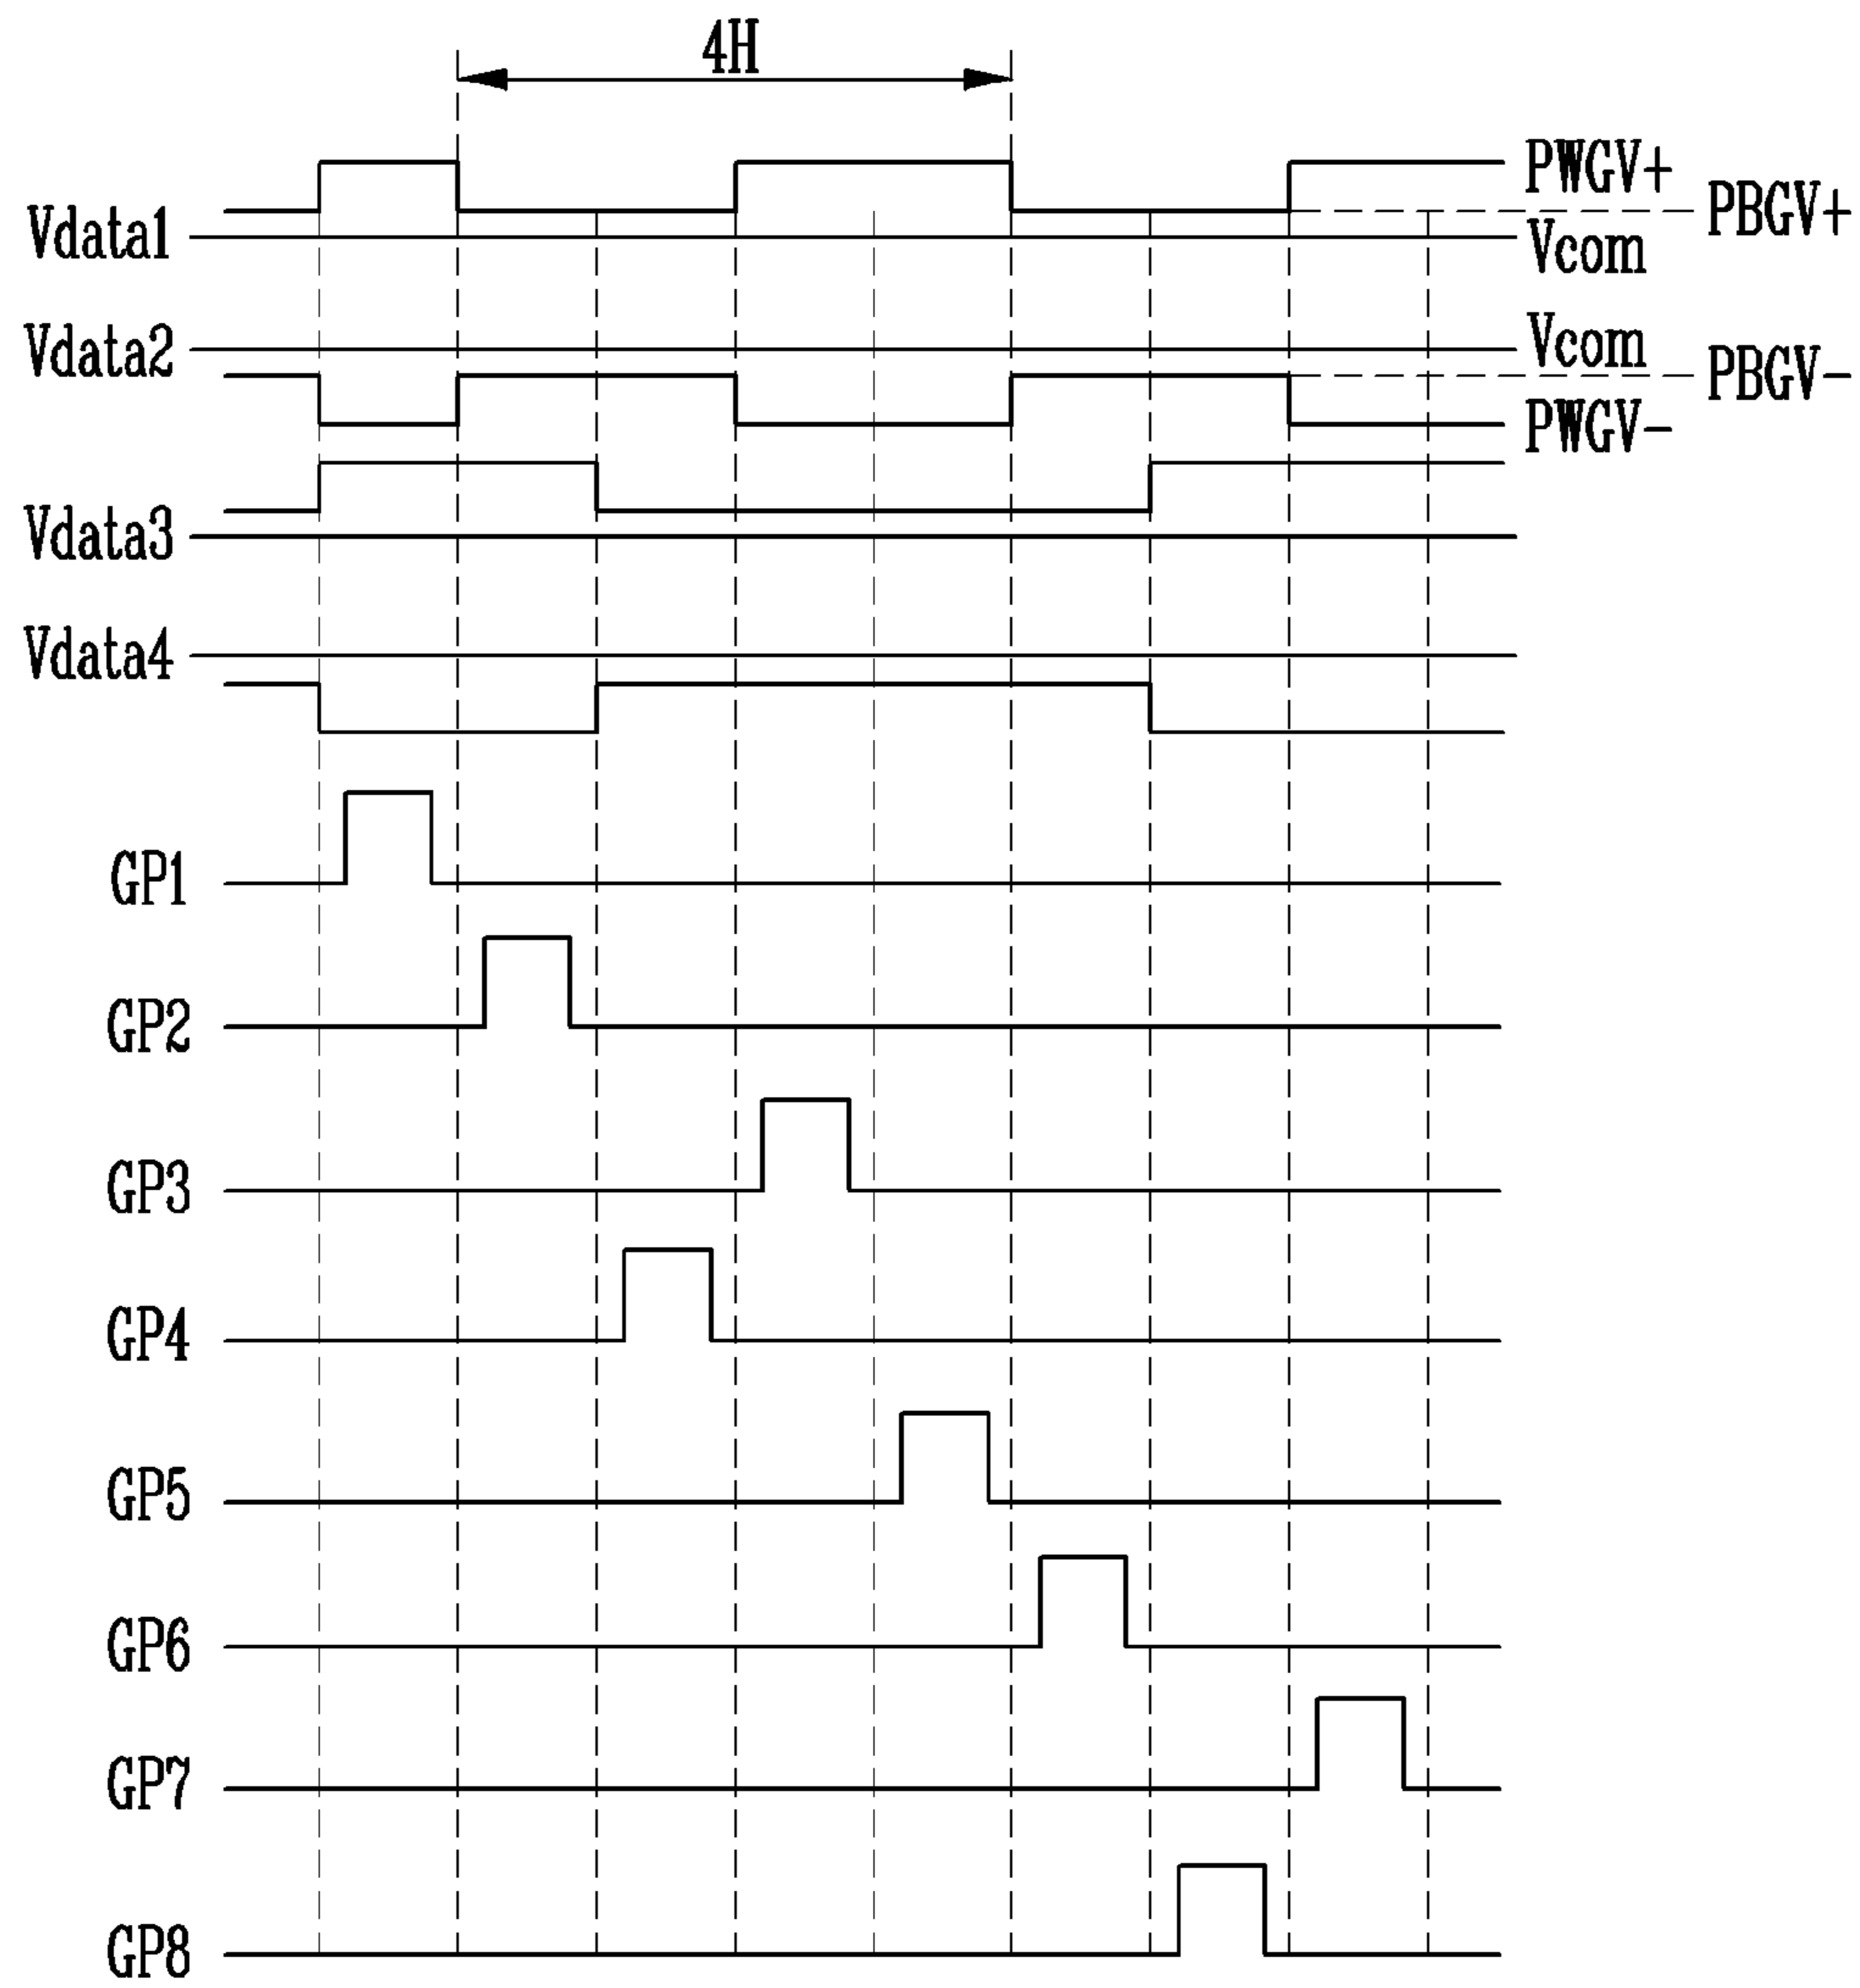 4H
PWGV+
PBGV+
Vdata1
Vcom
Vdata2
Vcom
PBGV-
PWGV-
Vdata3
Vdata4
GP1
GP2
GP3
GP4
GP5
GP6
GP7
GP8